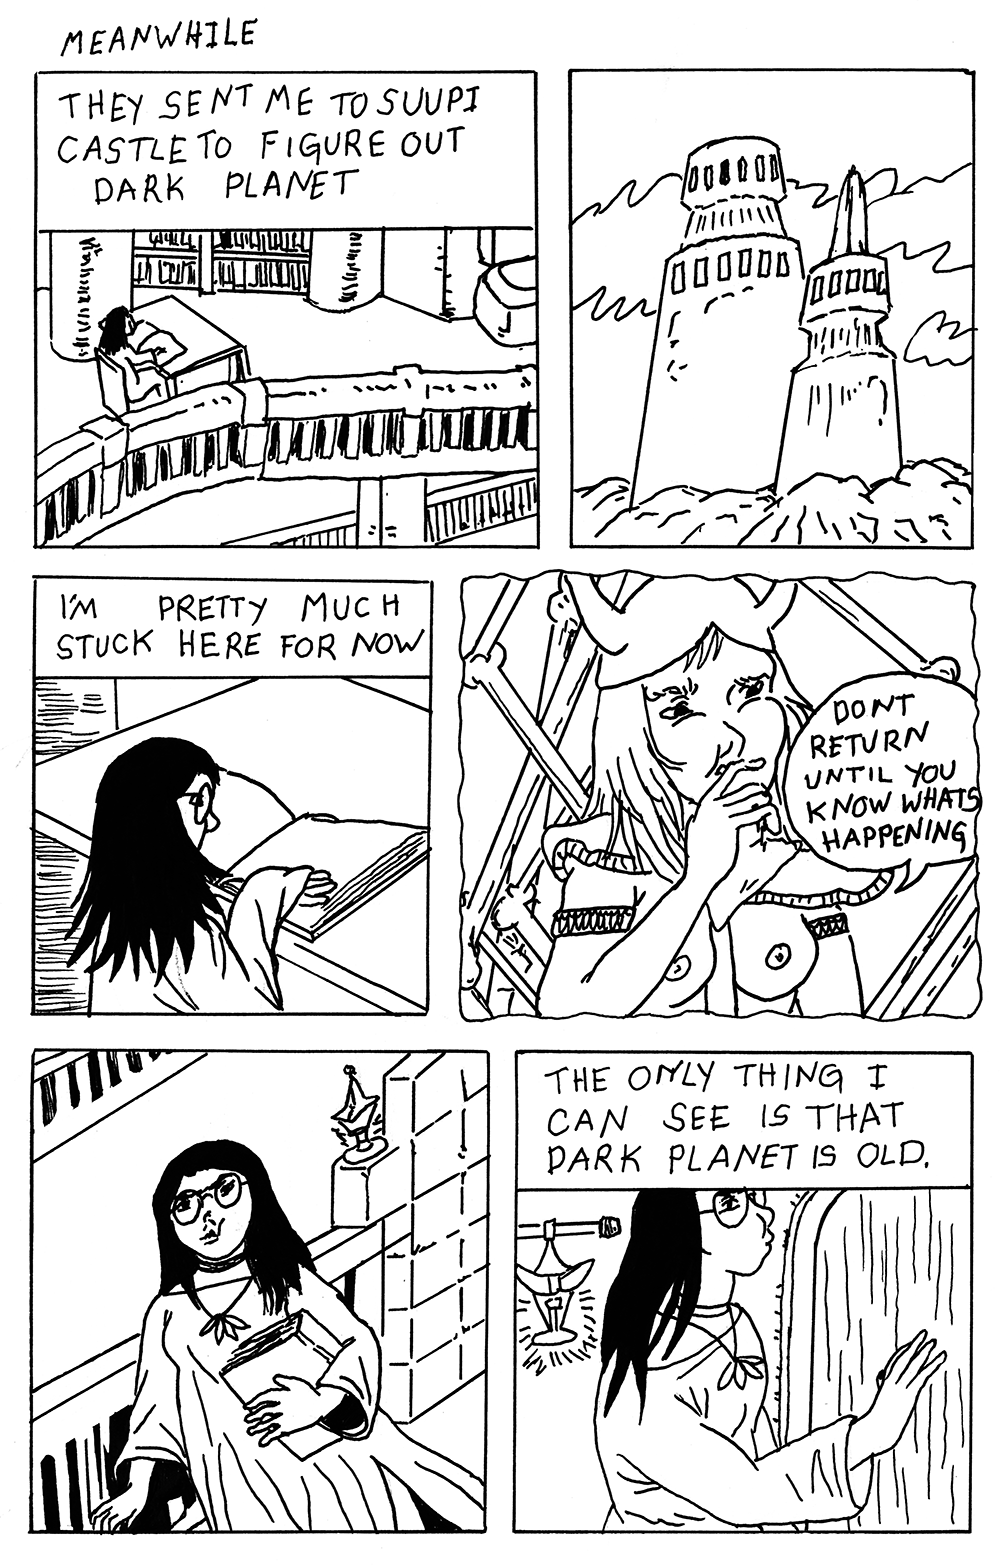 MEANWHILE
THEY SENT ME TO SUUPI
CASTLE TO FIGURE OUT
DARK PLANET
I'M PRETTY MUCH
STUCK HERE FOR NOW
DONT
RETURN
UNTIL YOU
KNOW WHATS
HAPPENING
THE ONLY THING I
CAN SEE IS THAT
DARK PLANET IS OLD.